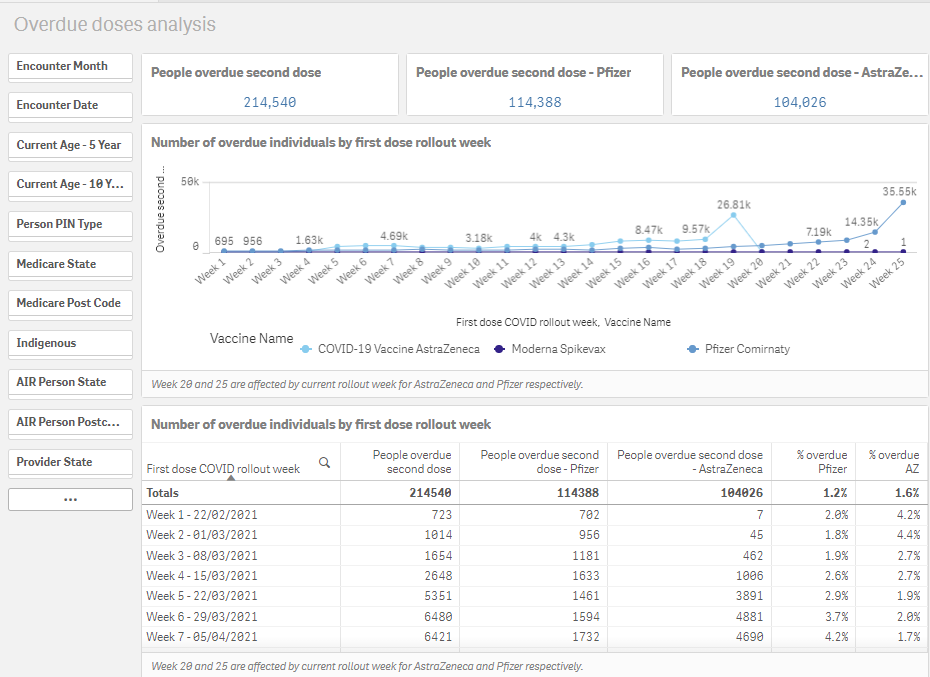 Overdue doses analysis
Encounter Month
Encounter Date
Current Age - 5 Year
Current Age - 10 Y...
Person PIN Type
Medicare State
Medicare Post Code
Indigenous
AIR Person State
AIR Person Postc...
Provider State
...
People overdue second dose
214,540
People overdue second dose - Pfizer
114,388
People overdue second dose - AstraZe...
104,026
Number of overdue individuals by first dose rollout week
Overdue second ...
50k
0
695 956 1.63k 4.69k 3.18k 4k 4.3k 8.47k 9.57k 26.81k 7.19k 14.35k 2 35.55k 1
Week 1 Week 2 Week 3 Week 4 Week 5 Week 6 Week 7 Week 8 Week 9 Week 10 Week 11 Week 12 Week 13 Week 14 Week 15 Week 16 Week 17 Week 18 Week 19 Week 20 Week 21 Week 22 Week 23 Week 24 Week 25
First dose COVID rollout week, Vaccine Name
Vaccine Name
COVID-19 Vaccine AstraZeneca Moderna Spikevax Pfizer Comirnaty
Week 20 and 25 are affected by current rollout week for AstraZeneca and Pfizer respectively.
Number of overdue individuals by first dose rollout week
First dose COVID rollout week People overdue second dose People overdue second dose - Pfizer People overdue second dose - AstraZeneca % overdue Pfizer % overdue AZ
Totals 214540 114388 104026 1.2% 1.6%
Week 1 - 22/02/2021 723 702 7 2.0% 4.2%
Week 2 - 01/03/2021 1014 956 45 1.8% 4.4%
Week 3 - 08/03/2021 1654 1181 462 1.9% 2.7%
Week 4 - 15/03/2021 2648 1633 1006 2.6% 2.7%
Week 5 - 22/03/2021 5351 1461 3891 2.9% 1.9%
Week 6 - 29/03/2021 6480 1594 4881 3.7% 2.0%
Week 7 - 05/04/2021 6421 1732 4690 4.2% 1.7%
Week 20 and 25 are affected by current rollout week for AstraZeneca and Pfizer respectively.